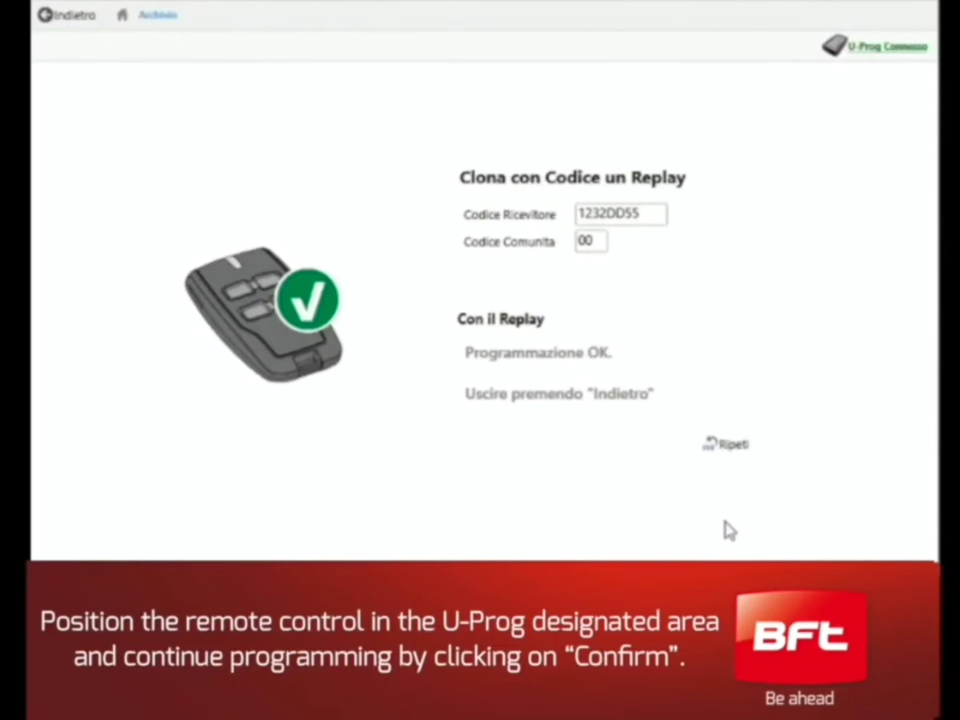 Indietro Archivio
U-Prog Connesso
Clona con Codice un Replay
Codice Ricevitore 1232DD55
Codice Comunita 00
Con il Replay
Programmazione OK.
Uscire premendo "Indietro"
Ripeti
Position the remote control in the U-Prog designated area
and continue programming by clicking on “Confirm”.
BFt
Be ahead